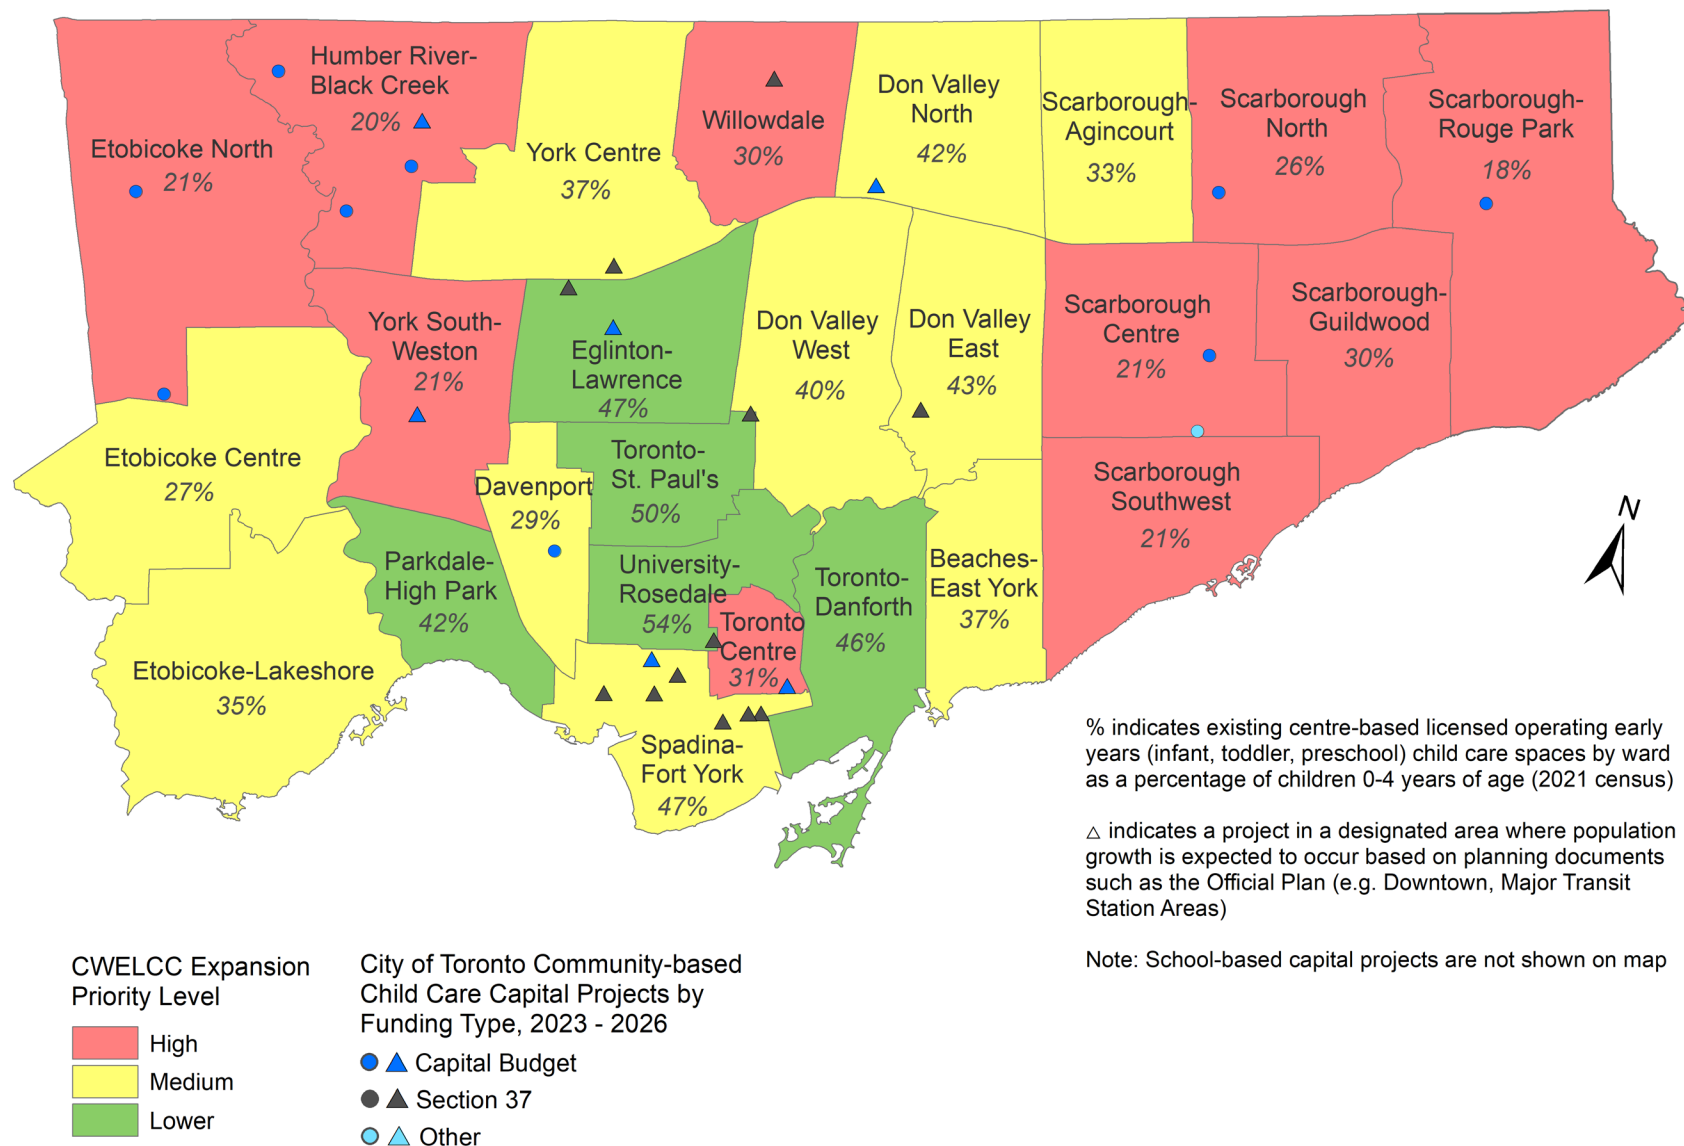 Humber River-
Black Creek
20%
Etobicoke North
21%
York Centre
37%
Willowdale
30%
Don Valley
North
42%
Scarborough-
Agincourt
33%
Scarborough
North
26%
Scarborough-
Rouge Park
18%
York South-
Weston
21%
Eglinton-
Lawrence
47%
Don Valley
West
40%
Don Valley
East
43%
Scarborough
Centre
21%
Scarborough-
Guildwood
30%
Etobicoke Centre
27%
Davenport
29%
Toronto-
St. Paul's
50%
Scarborough
Southwest
21%
N
Parkdale-
High Park
42%
University-
Rosedale
54%
Toronto
Centre
31%
Toronto-
Danforth
46%
Beaches-
East York
37%
Etobicoke-Lakeshore
35%
Spadina-
Fort York
47%
% indicates existing centre-based licensed operating early
years (infant, toddler, preschool) child care spaces by ward
as a percentage of children 0-4 years of age (2021 census)
indicates a project in a designated area where population
growth is expected to occur based on planning documents
such as the Official Plan (e.g. Downtown, Major Transit
Station Areas)
Note: School-based capital projects are not shown on map
CWELCC Expansion
Priority Level
High
Medium
Lower
City of Toronto Community-based
Child Care Capital Projects by
Funding Type, 2023 - 2026
Capital Budget
Section 37
Other